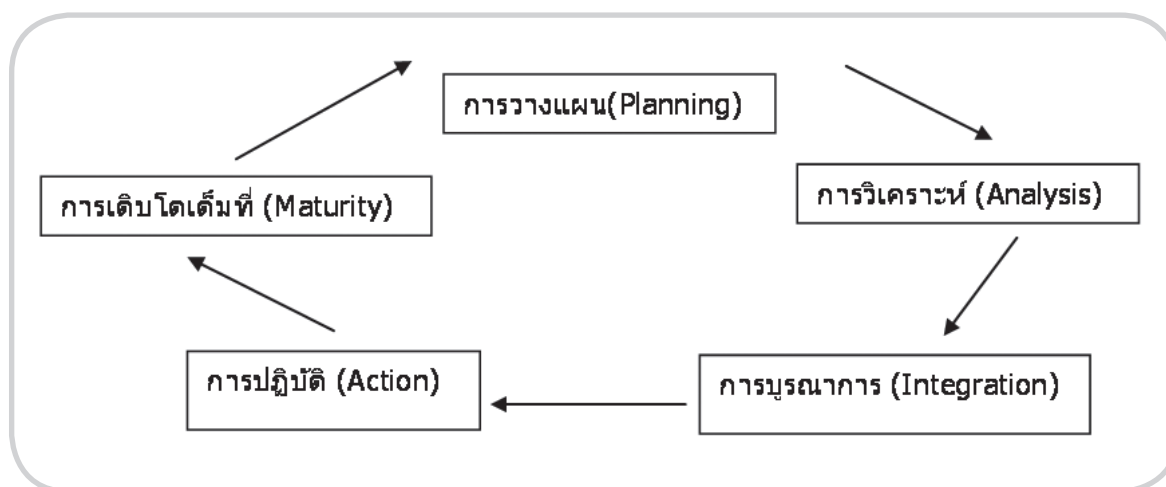 การวางแผน(Planning)
การวิเคราะห์ (Analysis)
การบูรณาการ (Integration)
การปฏิบัติ (Action)
การเติบโตเต็มที่ (Maturity)